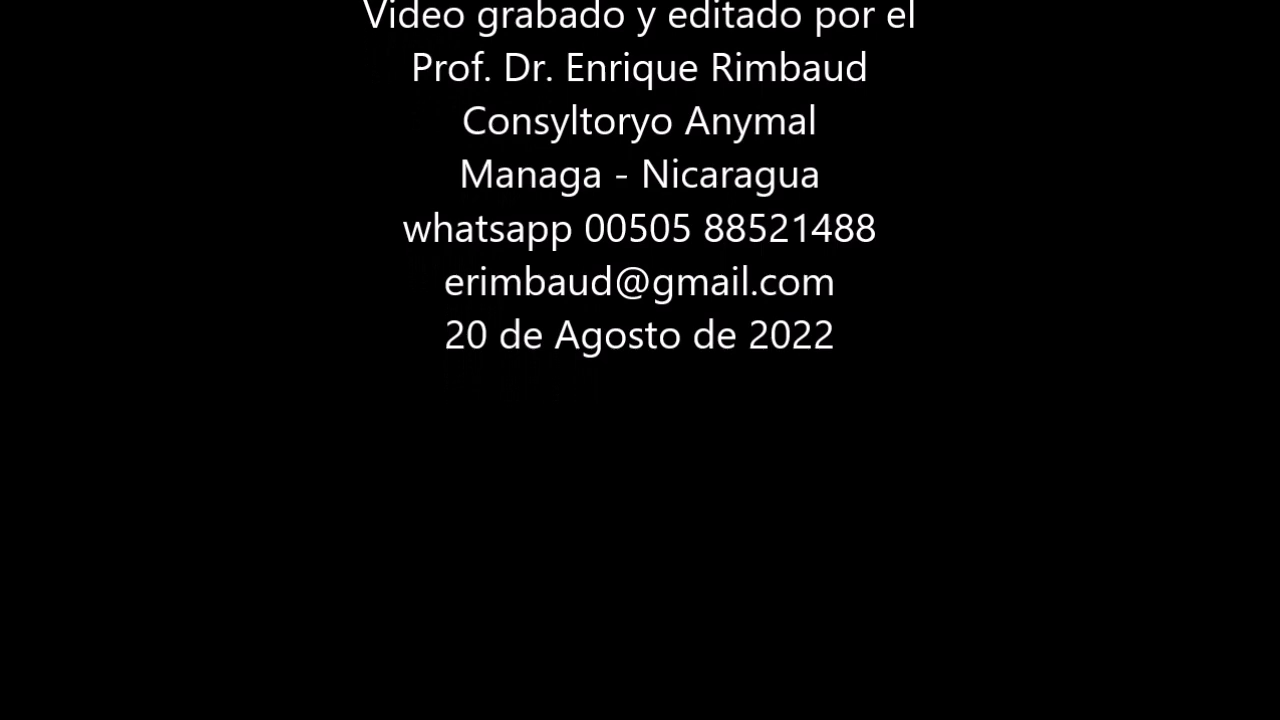 Video grabado y editado por el
Prof. Dr. Enrique Rimbaud
Consyltoryo Anymal
Managa - Nicaragua
whatsapp 00505 88521488
erimbaud@gmail.com
20 de Agosto de 2022